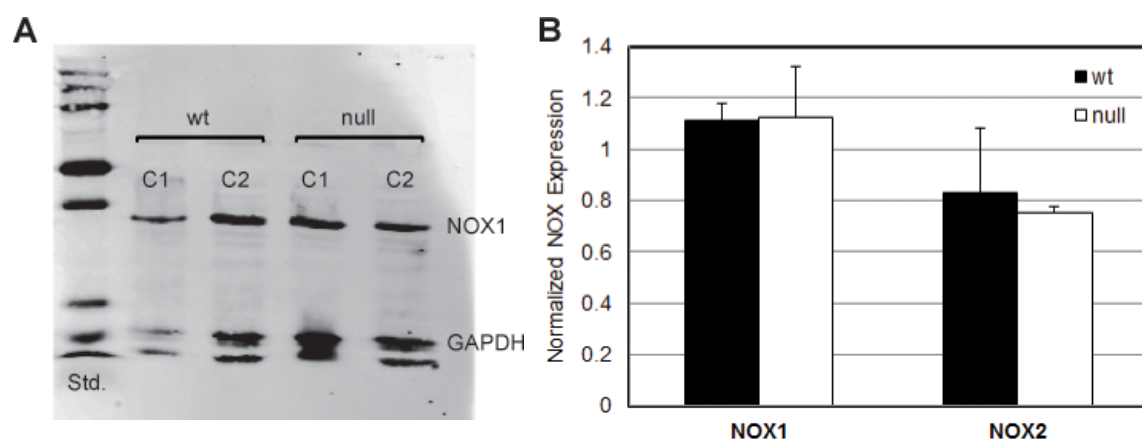 A
wt null
C1 C2 C1 C2
NOX1
GAPDH
Std.
B
Normalized NOX Expression
1.4
1.2
1
0.8
0.6
0.4
0.2
0
wt
null
NOX1 NOX2